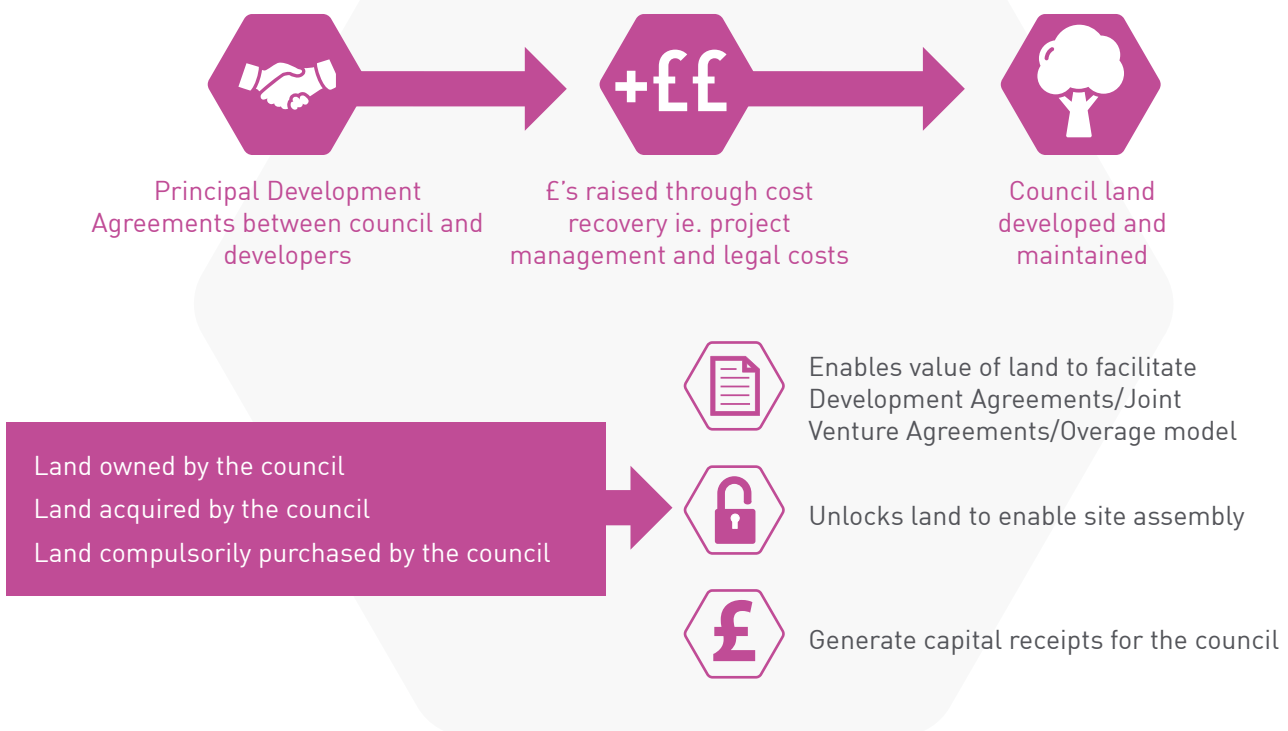 +££
Principal Development
Agreements between council and
developers
£’s raised through cost
recovery ie. project
management and legal costs
Council land
developed and
maintained
Land owned by the council
Land acquired by the council
Land compulsorily purchased by the council
Enables value of land to facilitate
Development Agreements/Joint
Venture Agreements/Overage model
Unlocks land to enable site assembly
£
Generate capital receipts for the council